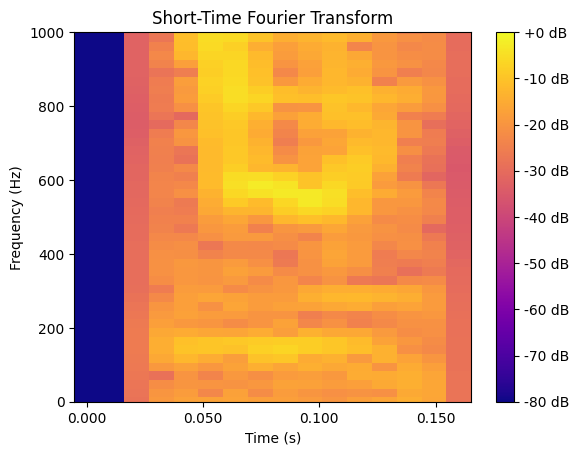 Short-Time Fourier Transform
Frequency (Hz)
1000
800
600
400
200
0
0.000
0.050
0.100
0.150
Time (s)
+0 dB
-10 dB
-20 dB
-30 dB
-40 dB
-50 dB
-60 dB
-70 dB
-80 dB